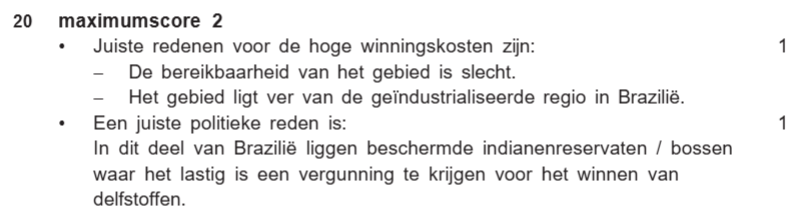 20 maximumscore 2
• Juiste redenen voor de hoge winningskosten zijn: 1
− De bereikbaarheid van het gebied is slecht.
− Het gebied ligt ver van de geïndustrialiseerde regio in Brazilië.
• Een juiste politieke reden is: 1
In dit deel van Brazilië liggen beschermde indianenreservaten / bossen
waar het lastig is een vergunning te krijgen voor het winnen van
delfstoffen.